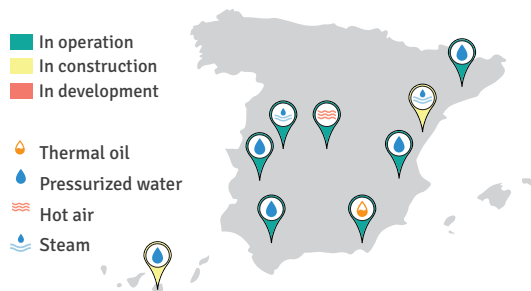 In operation
In construction
In development
Thermal oil
Pressurized water
Hot air
Steam